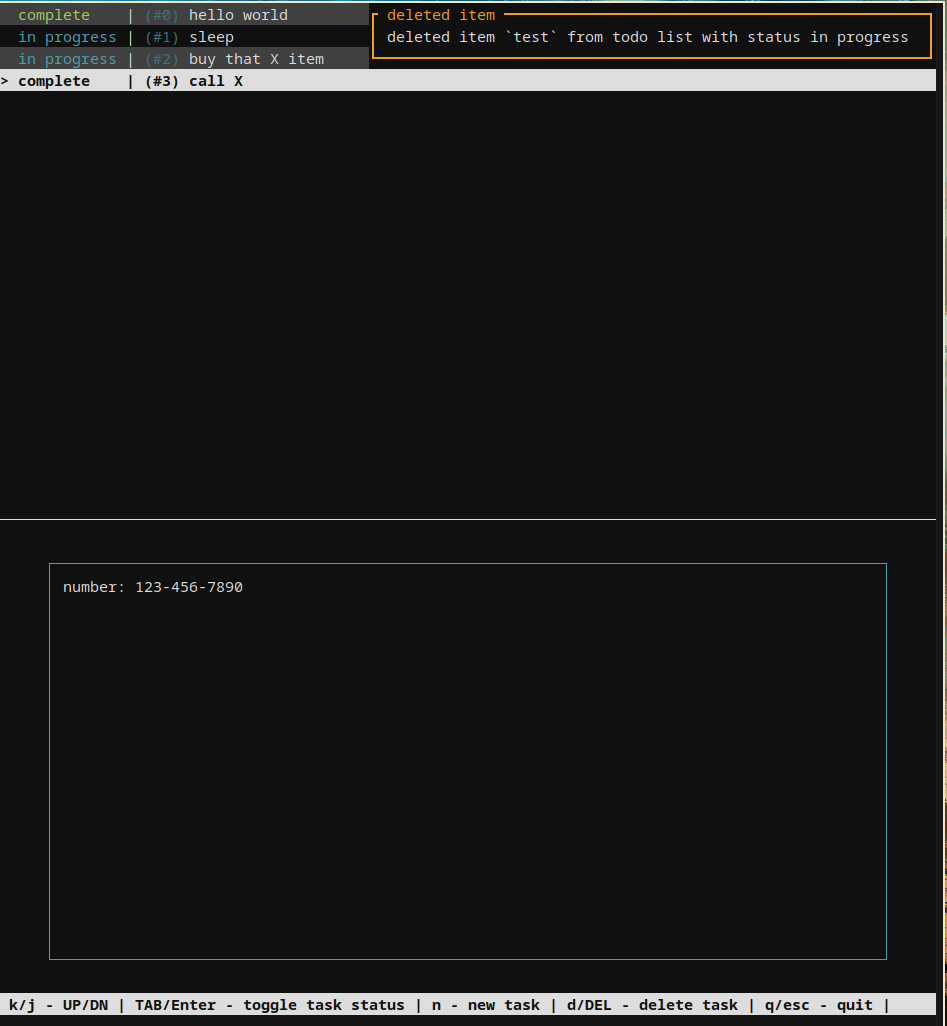 complete    | (#0) hello world
deleted item
in progress | (#1) sleep
deleted item `test` from todo list with status in progress
in progress | (#2) buy that X item
> complete    | (#3) call X
number: 123-456-7890
k/j - UP/DN | TAB/Enter - toggle task status | n - new task | d/DEL - delete task | q/esc - quit |